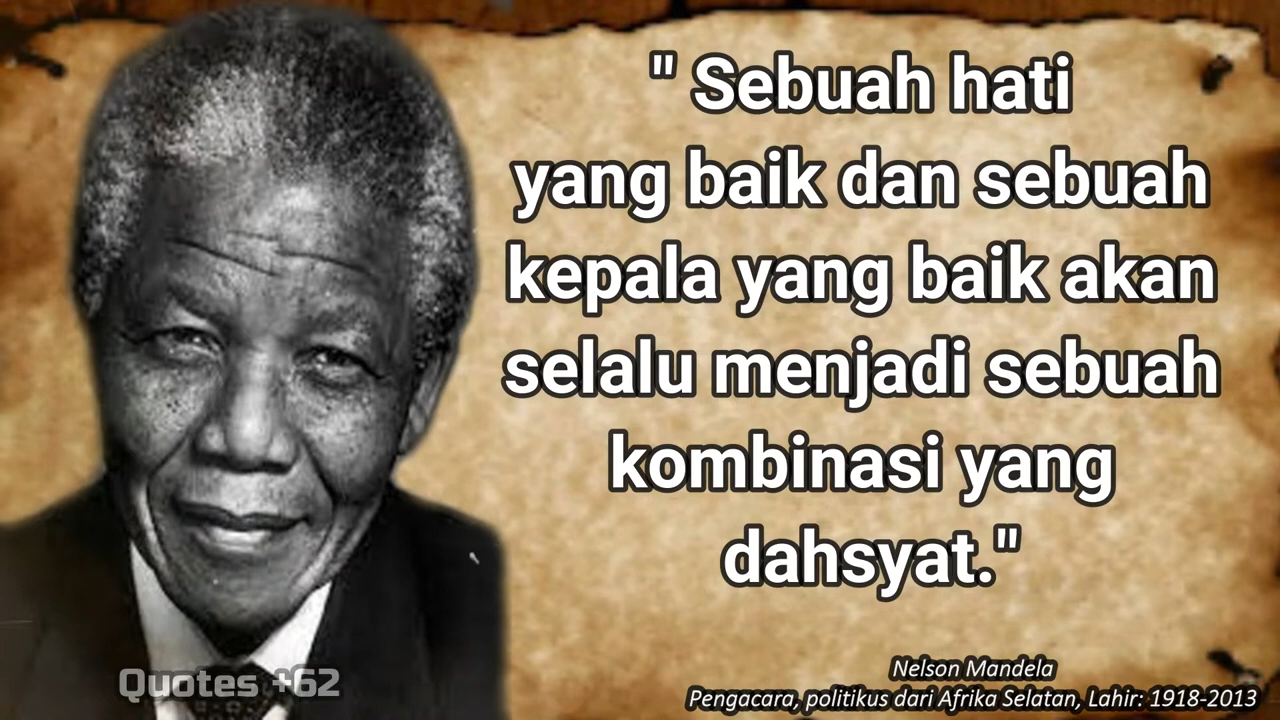 " Sebuah hati
yang baik dan sebuah
kepala yang baik akan
selalu menjadi sebuah
kombinasi yang
dahsyat."
Nelson Mandela
Pengacara, politikus dari Afrika Selatan, Lahir: 1918-2013
Quotes +62